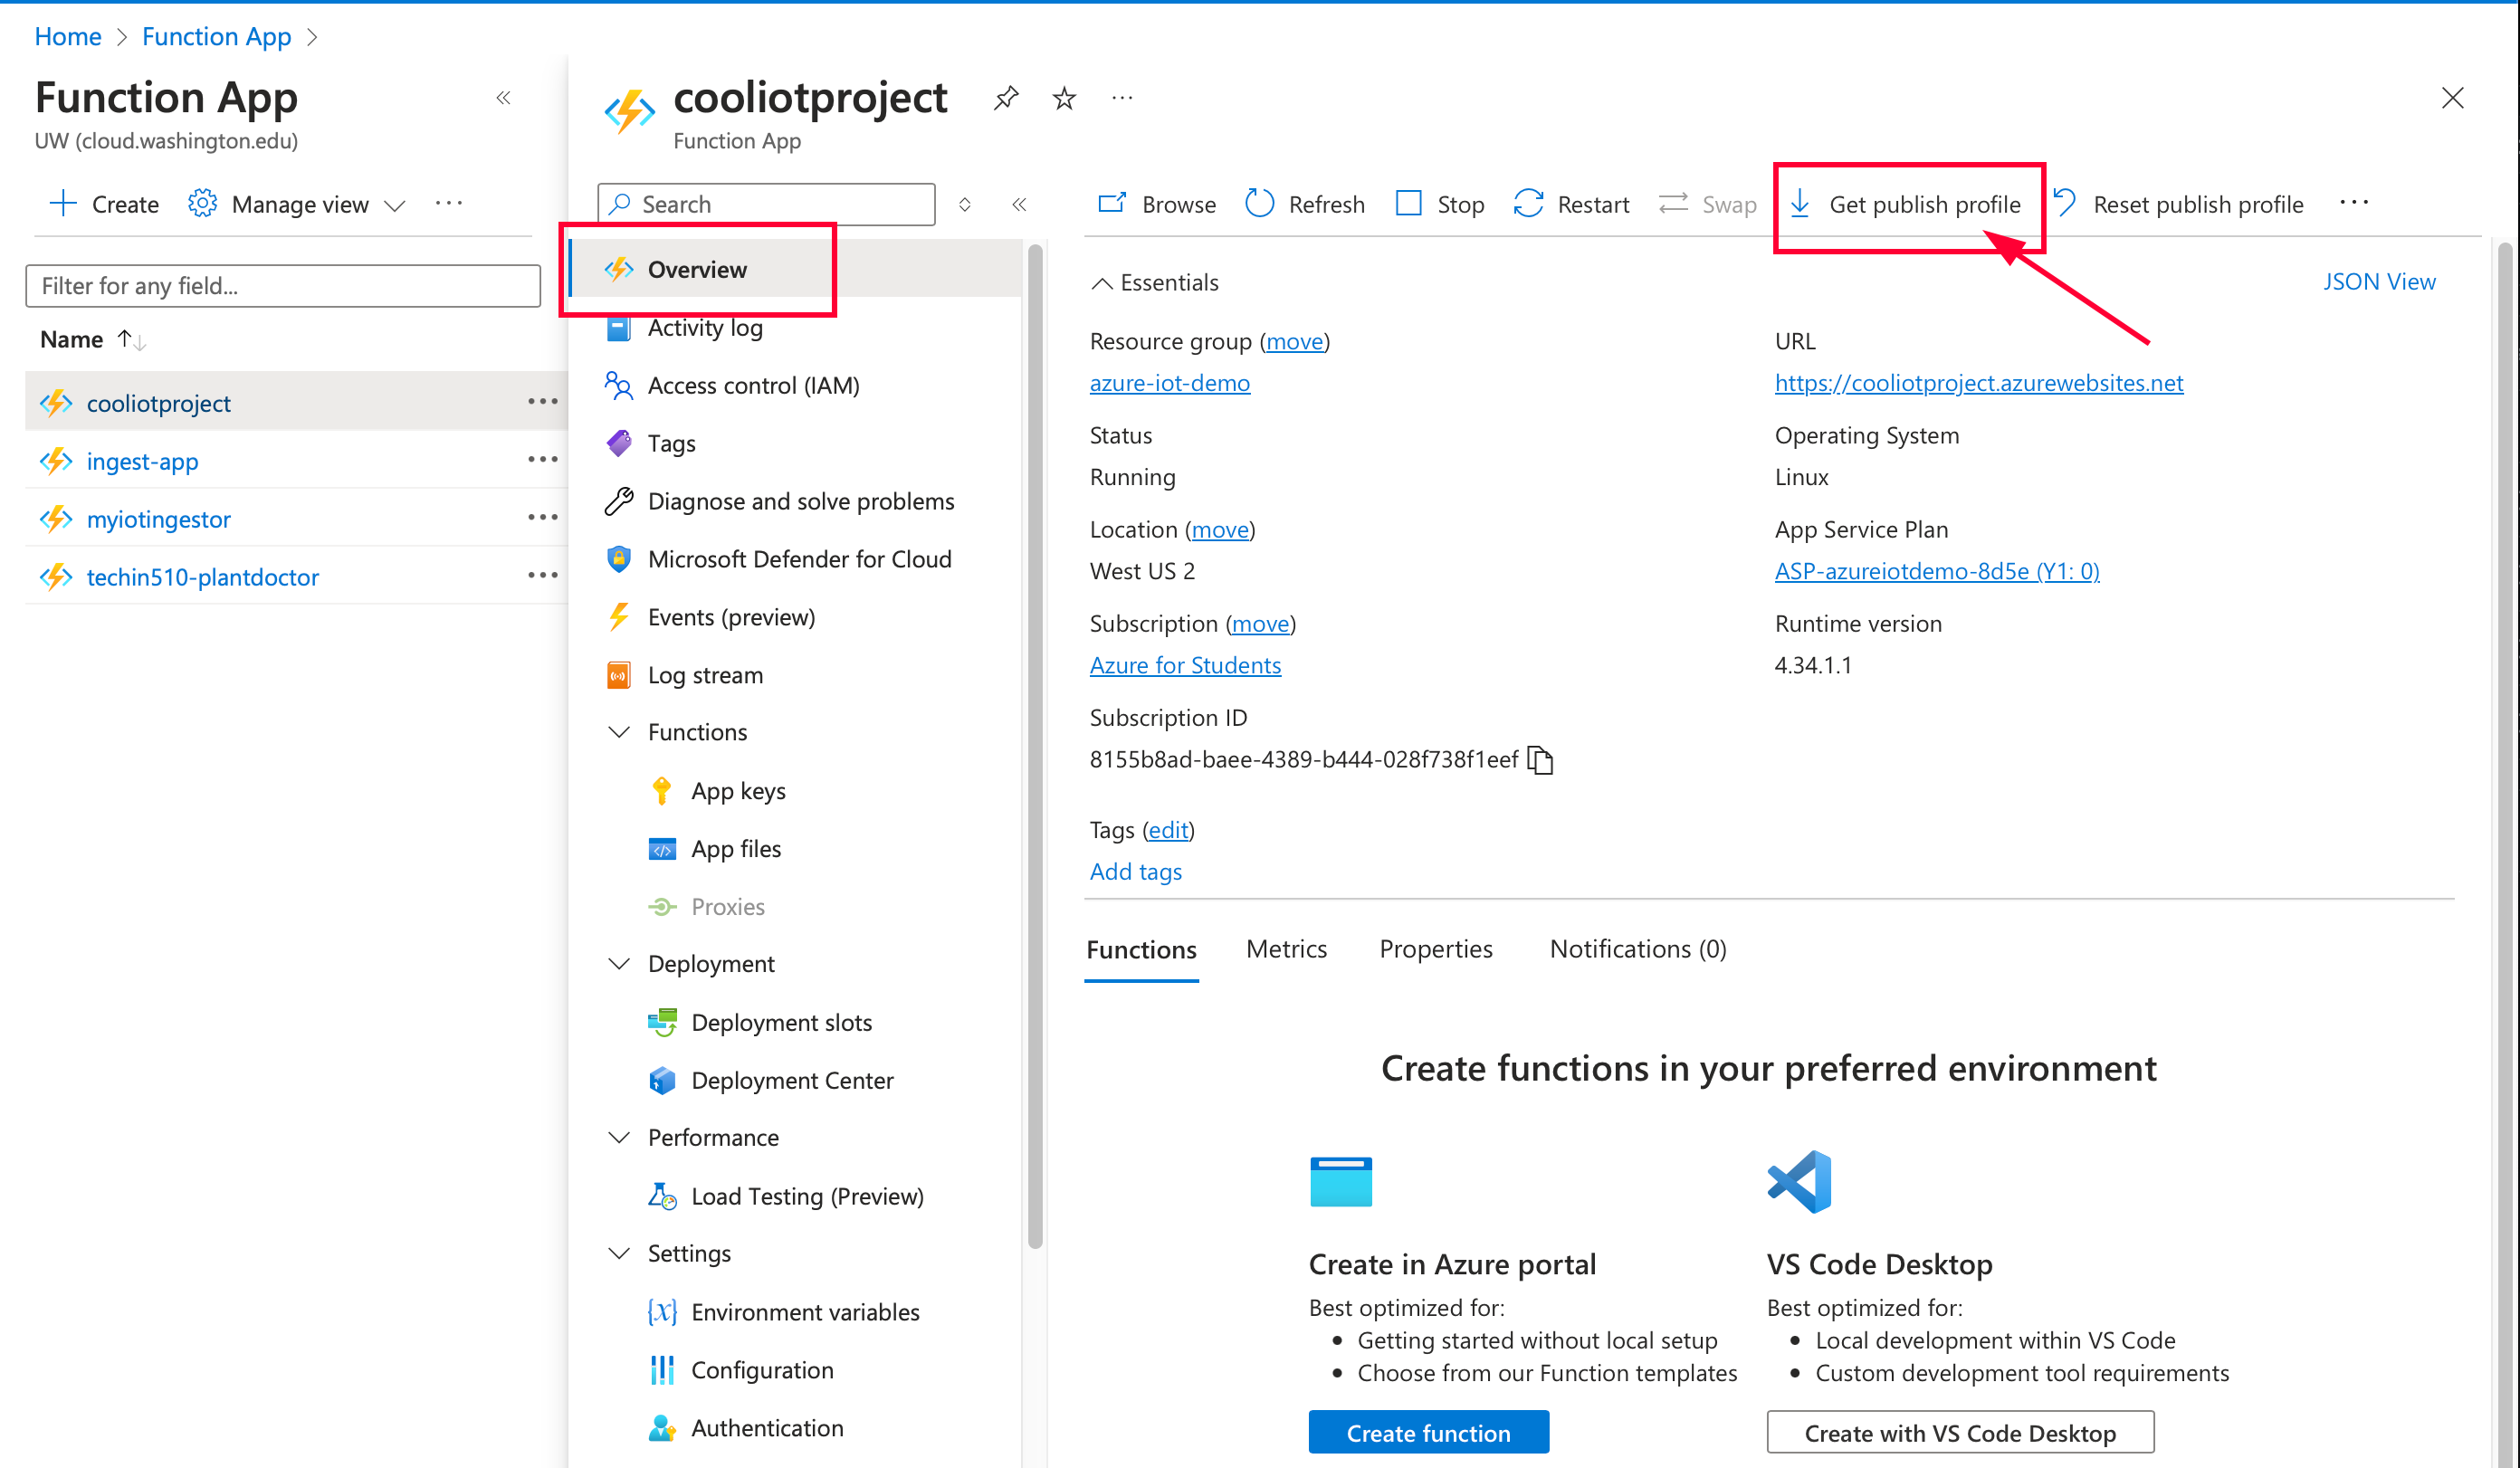 Home > Function App >
Function App «
UW (cloud.washington.edu)
Create Manage view ...
Filter for any field...
Name ↑↓
cooliotproject ...
ingest-app ...
myiotingestor ...
techin510-plantdoctor ...
cooliotproject ...
Function App
Search «
Overview
Activity log
Access control (IAM)
Tags
Diagnose and solve problems
Microsoft Defender for Cloud
Events (preview)
Log stream
Functions
App keys
App files
Proxies
Deployment
Deployment slots
Deployment Center
Performance
Load Testing (Preview)
Settings
Environment variables
Configuration
Authentication
Browse Refresh Stop Restart Swap Get publish profile Reset publish profile ...
Essentials JSON View
Resource group (move)
azure-iot-demo
Status
Running
Location (move)
West US 2
Subscription (move)
Azure for Students
Subscription ID
8155b8ad-baee-4389-b444-028f738f1eef
URL
https://cooliotproject.azurewebsites.net
Operating System
Linux
App Service Plan
ASP-azureiotdemo-8d5e (Y1: 0)
Runtime version
4.34.1.1
Tags (edit)
Add tags
Functions Metrics Properties Notifications (0)
Create functions in your preferred environment
Create in Azure portal
Best optimized for:
• Getting started without local setup
• Choose from our Function templates
Create function
VS Code Desktop
Best optimized for:
• Local development within VS Code
• Custom development tool requirements
Create with VS Code Desktop